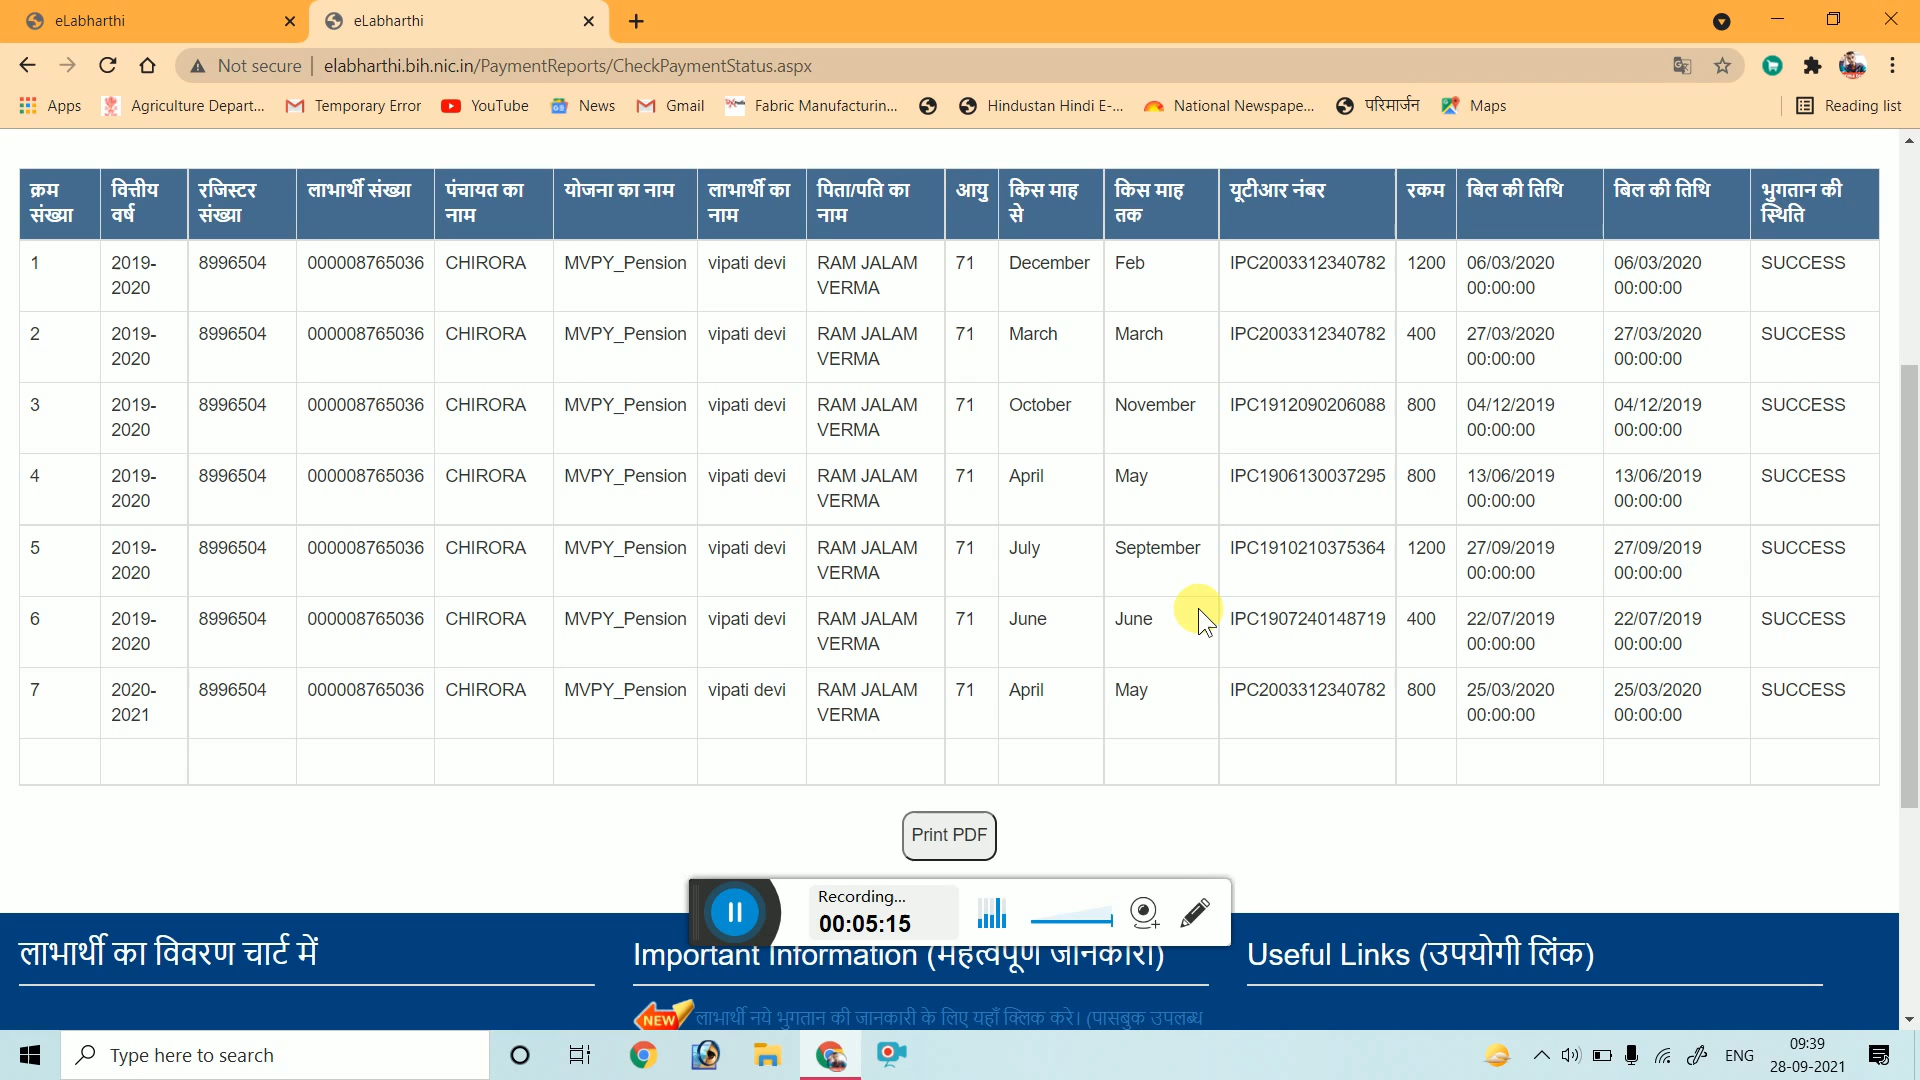 eLabharthi
eLabharthi
Not secure | elabharthi.bih.nic.in/PaymentReports/CheckPaymentStatus.aspx
Apps Agriculture Depart... Temporary Error YouTube News Gmail Fabric Manufacturin... Hindustan Hindi E-... National Newspape... परिमार्जन Maps Reading list
क्रम संख्या वित्तीय वर्ष रजिस्टर संख्या लाभार्थी संख्या पंचायत का नाम योजना का नाम लाभार्थी का नाम पिता/पति का नाम आयु किस माह से किस माह तक यूटीआर नंबर रकम बिल की तिथि बिल की तिथि भुगतान की स्थिति
1 2019-2020 8996504 000008765036 CHIRORA MVPY_Pension vipati devi RAM JALAM VERMA 71 December Feb IPC2003312340782 1200 06/03/2020 00:00:00 06/03/2020 00:00:00 SUCCESS
2 2019-2020 8996504 000008765036 CHIRORA MVPY_Pension vipati devi RAM JALAM VERMA 71 March March IPC2003312340782 400 27/03/2020 00:00:00 27/03/2020 00:00:00 SUCCESS
3 2019-2020 8996504 000008765036 CHIRORA MVPY_Pension vipati devi RAM JALAM VERMA 71 October November IPC1912090206088 800 04/12/2019 00:00:00 04/12/2019 00:00:00 SUCCESS
4 2019-2020 8996504 000008765036 CHIRORA MVPY_Pension vipati devi RAM JALAM VERMA 71 April May IPC1906130037295 800 13/06/2019 00:00:00 13/06/2019 00:00:00 SUCCESS
5 2019-2020 8996504 000008765036 CHIRORA MVPY_Pension vipati devi RAM JALAM VERMA 71 July September IPC1910210375364 1200 27/09/2019 00:00:00 27/09/2019 00:00:00 SUCCESS
6 2019-2020 8996504 000008765036 CHIRORA MVPY_Pension vipati devi RAM JALAM VERMA 71 June June IPC1907240148719 400 22/07/2019 00:00:00 22/07/2019 00:00:00 SUCCESS
7 2020-2021 8996504 000008765036 CHIRORA MVPY_Pension vipati devi RAM JALAM VERMA 71 April May IPC2003312340782 800 25/03/2020 00:00:00 25/03/2020 00:00:00 SUCCESS
Print PDF
Recording...
00:05:15
लाभार्थी का विवरण चार्ट में
Important Information (महत्वपूर्ण जानकारी)
Useful Links (उपयोगी लिंक)
NEW लाभार्थी नये भुगतान की जानकारी के लिए यहाँ क्लिक करे। (पासबुक उपलब्ध
Type here to search
ENG
09:39
28-09-2021